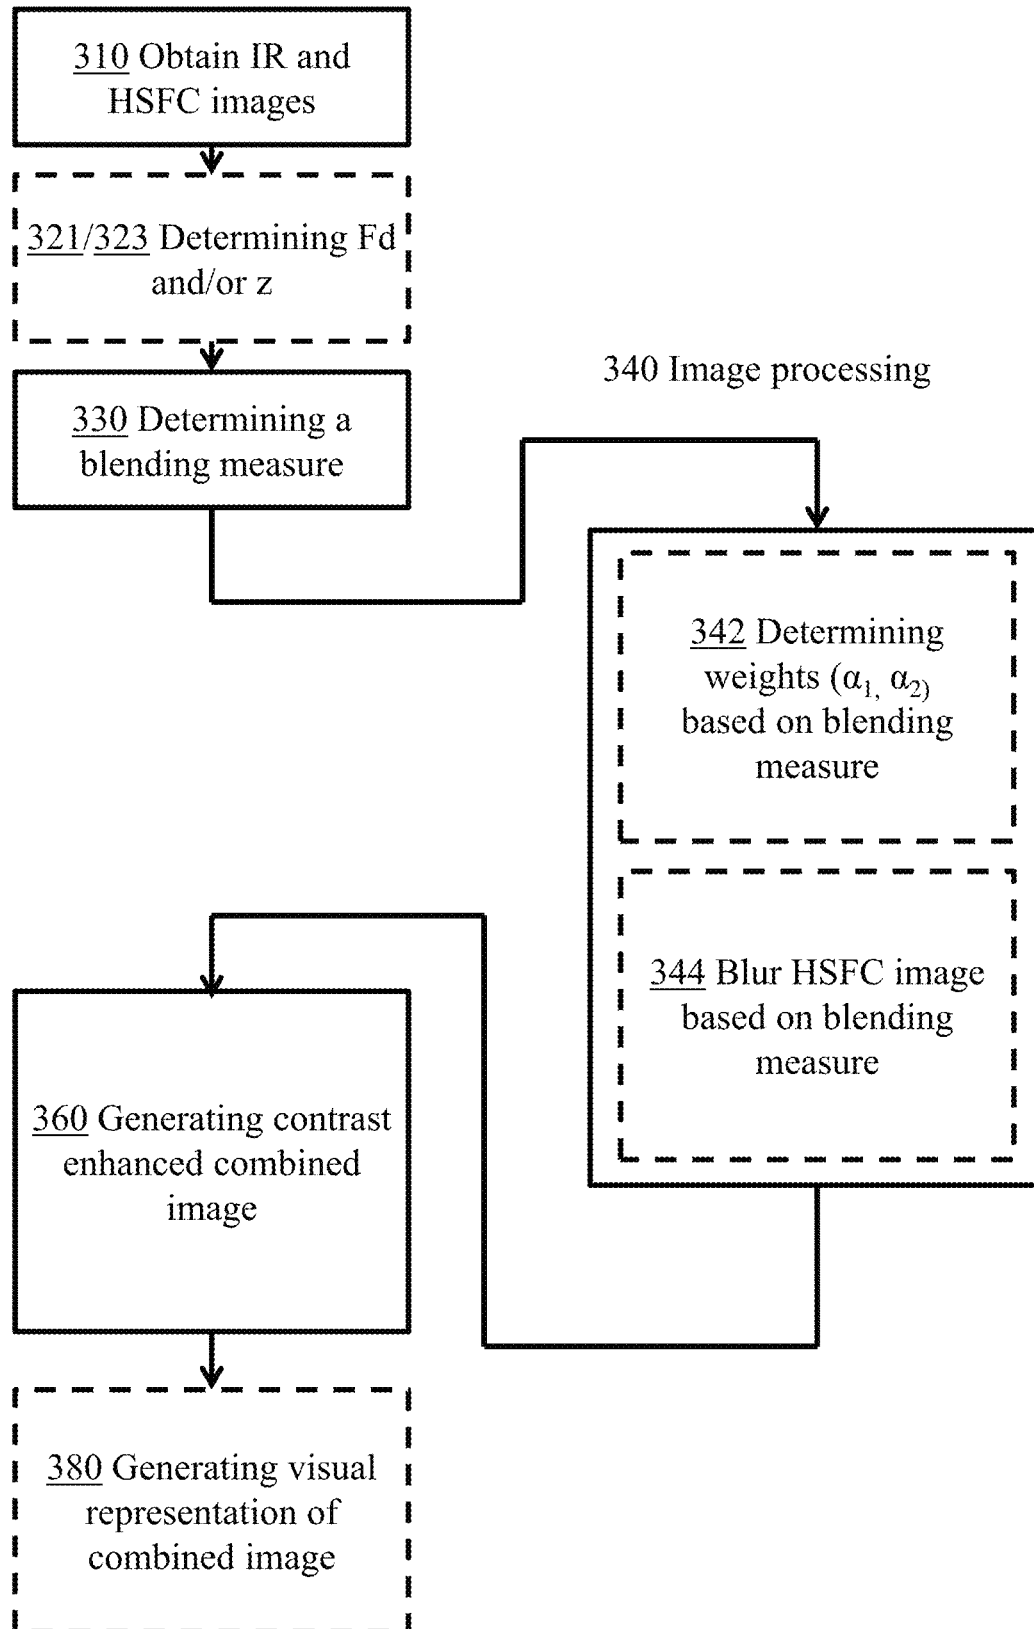 310 Obtain IR and
HSFC images
321/323 Determining Fd
and/or z
330 Determining a
blending measure
340 Image processing
342 Determining
weights (α1, α2)
based on blending
measure
344 Blur HSFC image
based on blending
measure
360 Generating contrast
enhanced combined
image
380 Generating visual
representation of
combined image